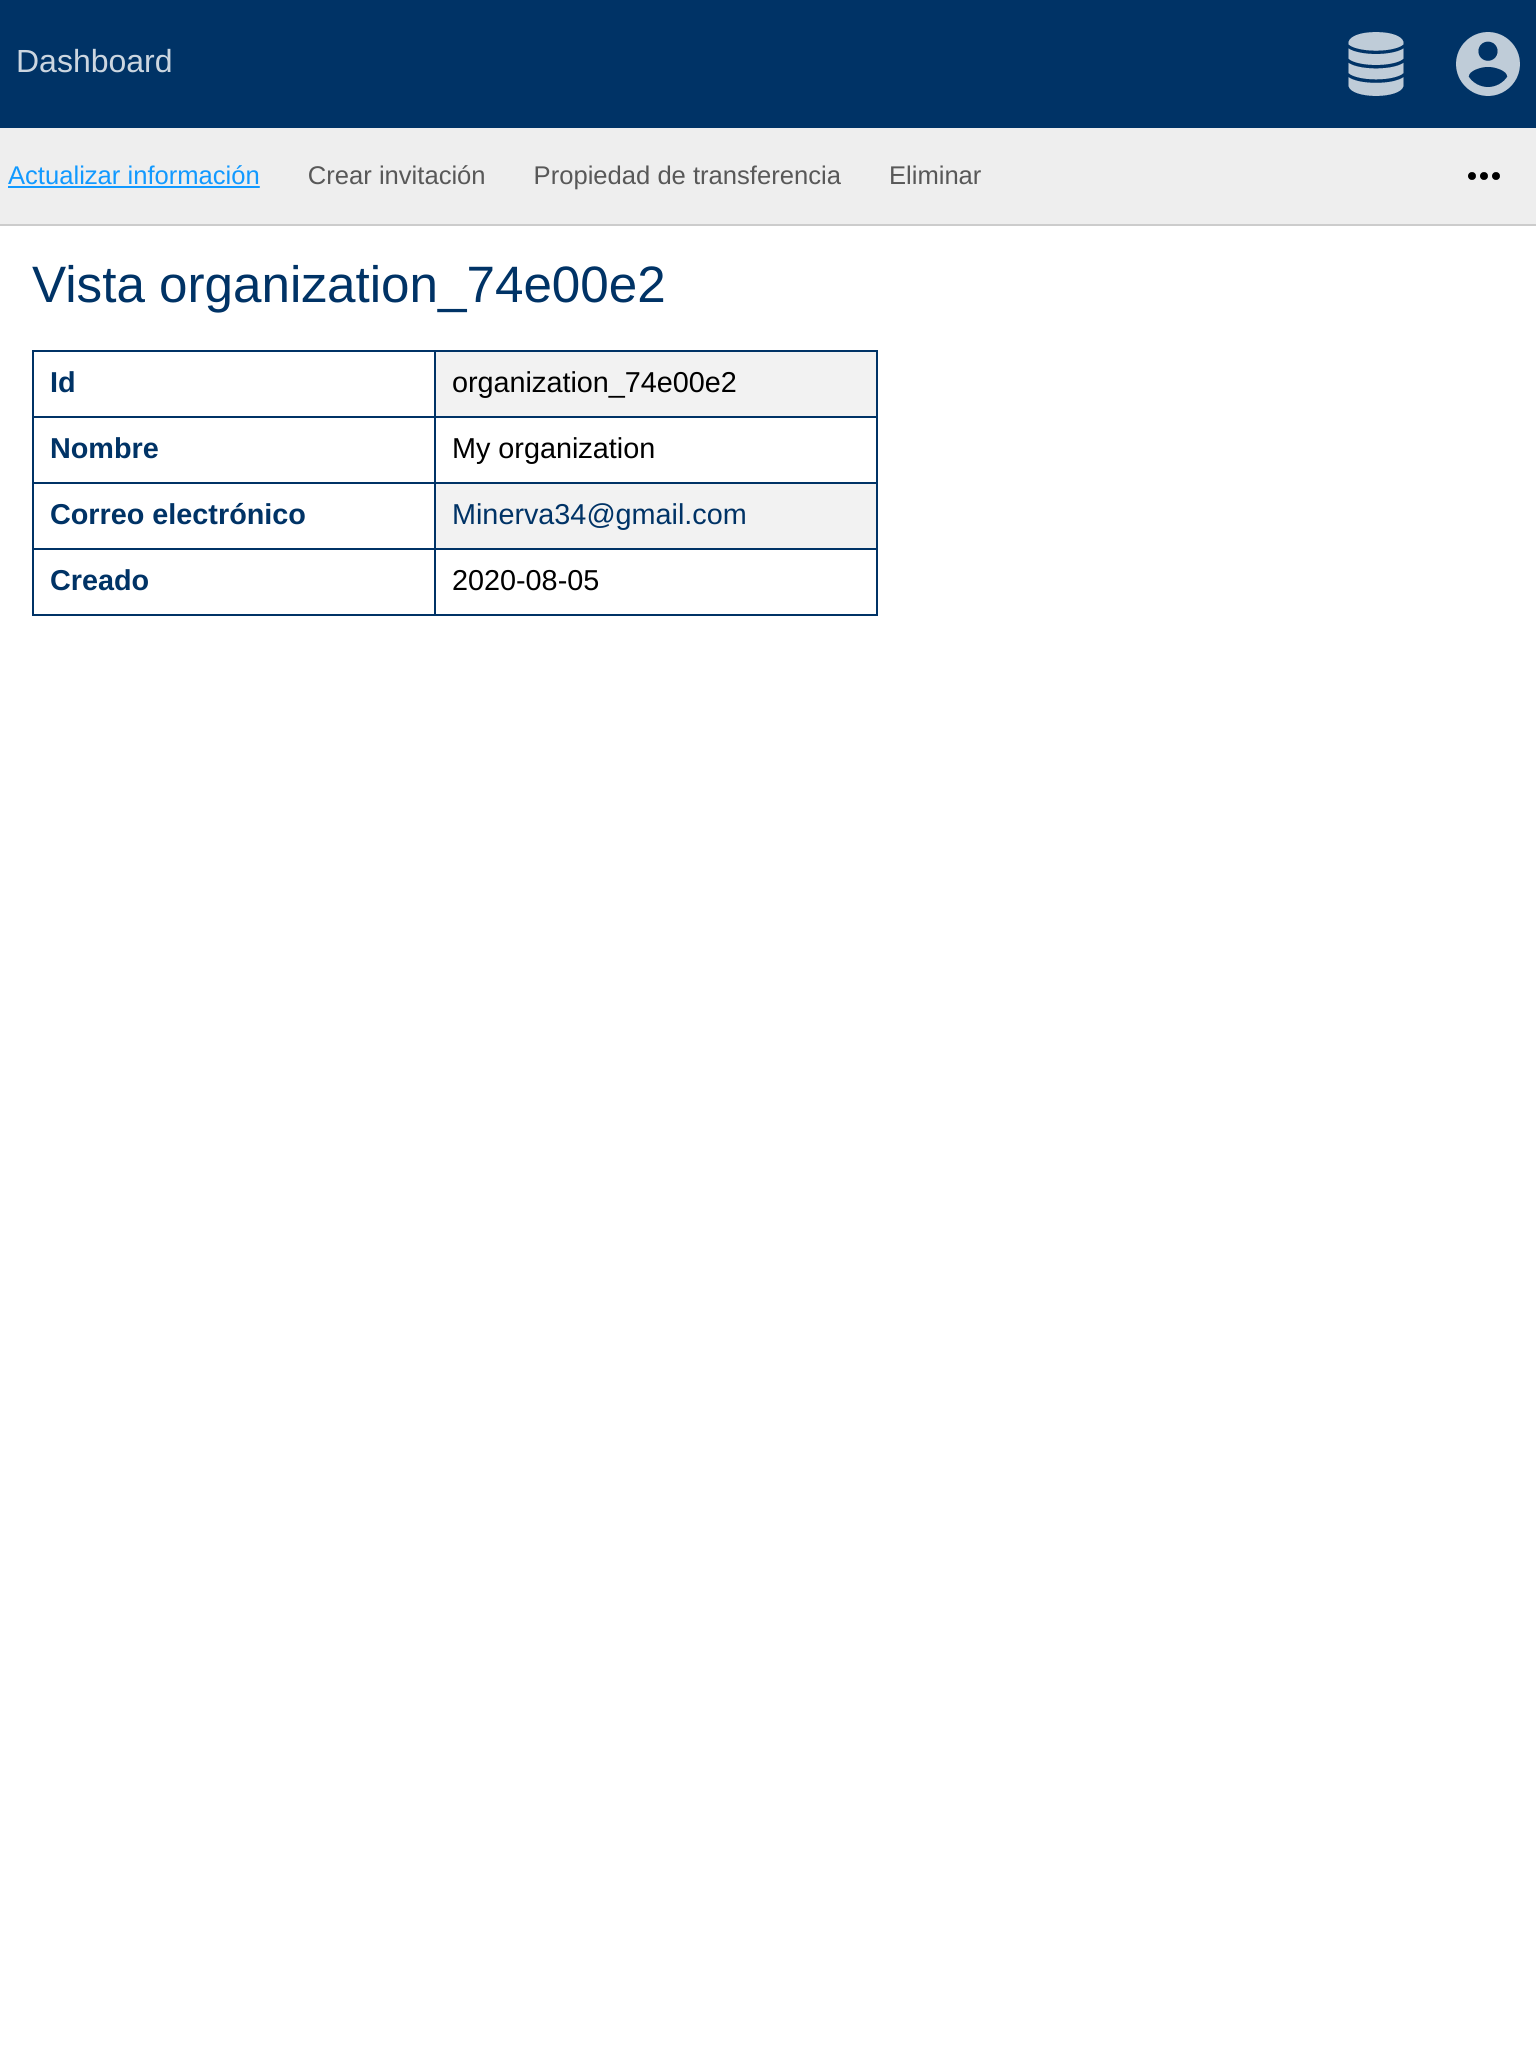 Dashboard
Actualizar información Crear invitación Propiedad de transferencia Eliminar
Vista organization_74e00e2
Id organization_74e00e2
Nombre My organization
Correo electrónico Minerva34@gmail.com
Creado 2020-08-05